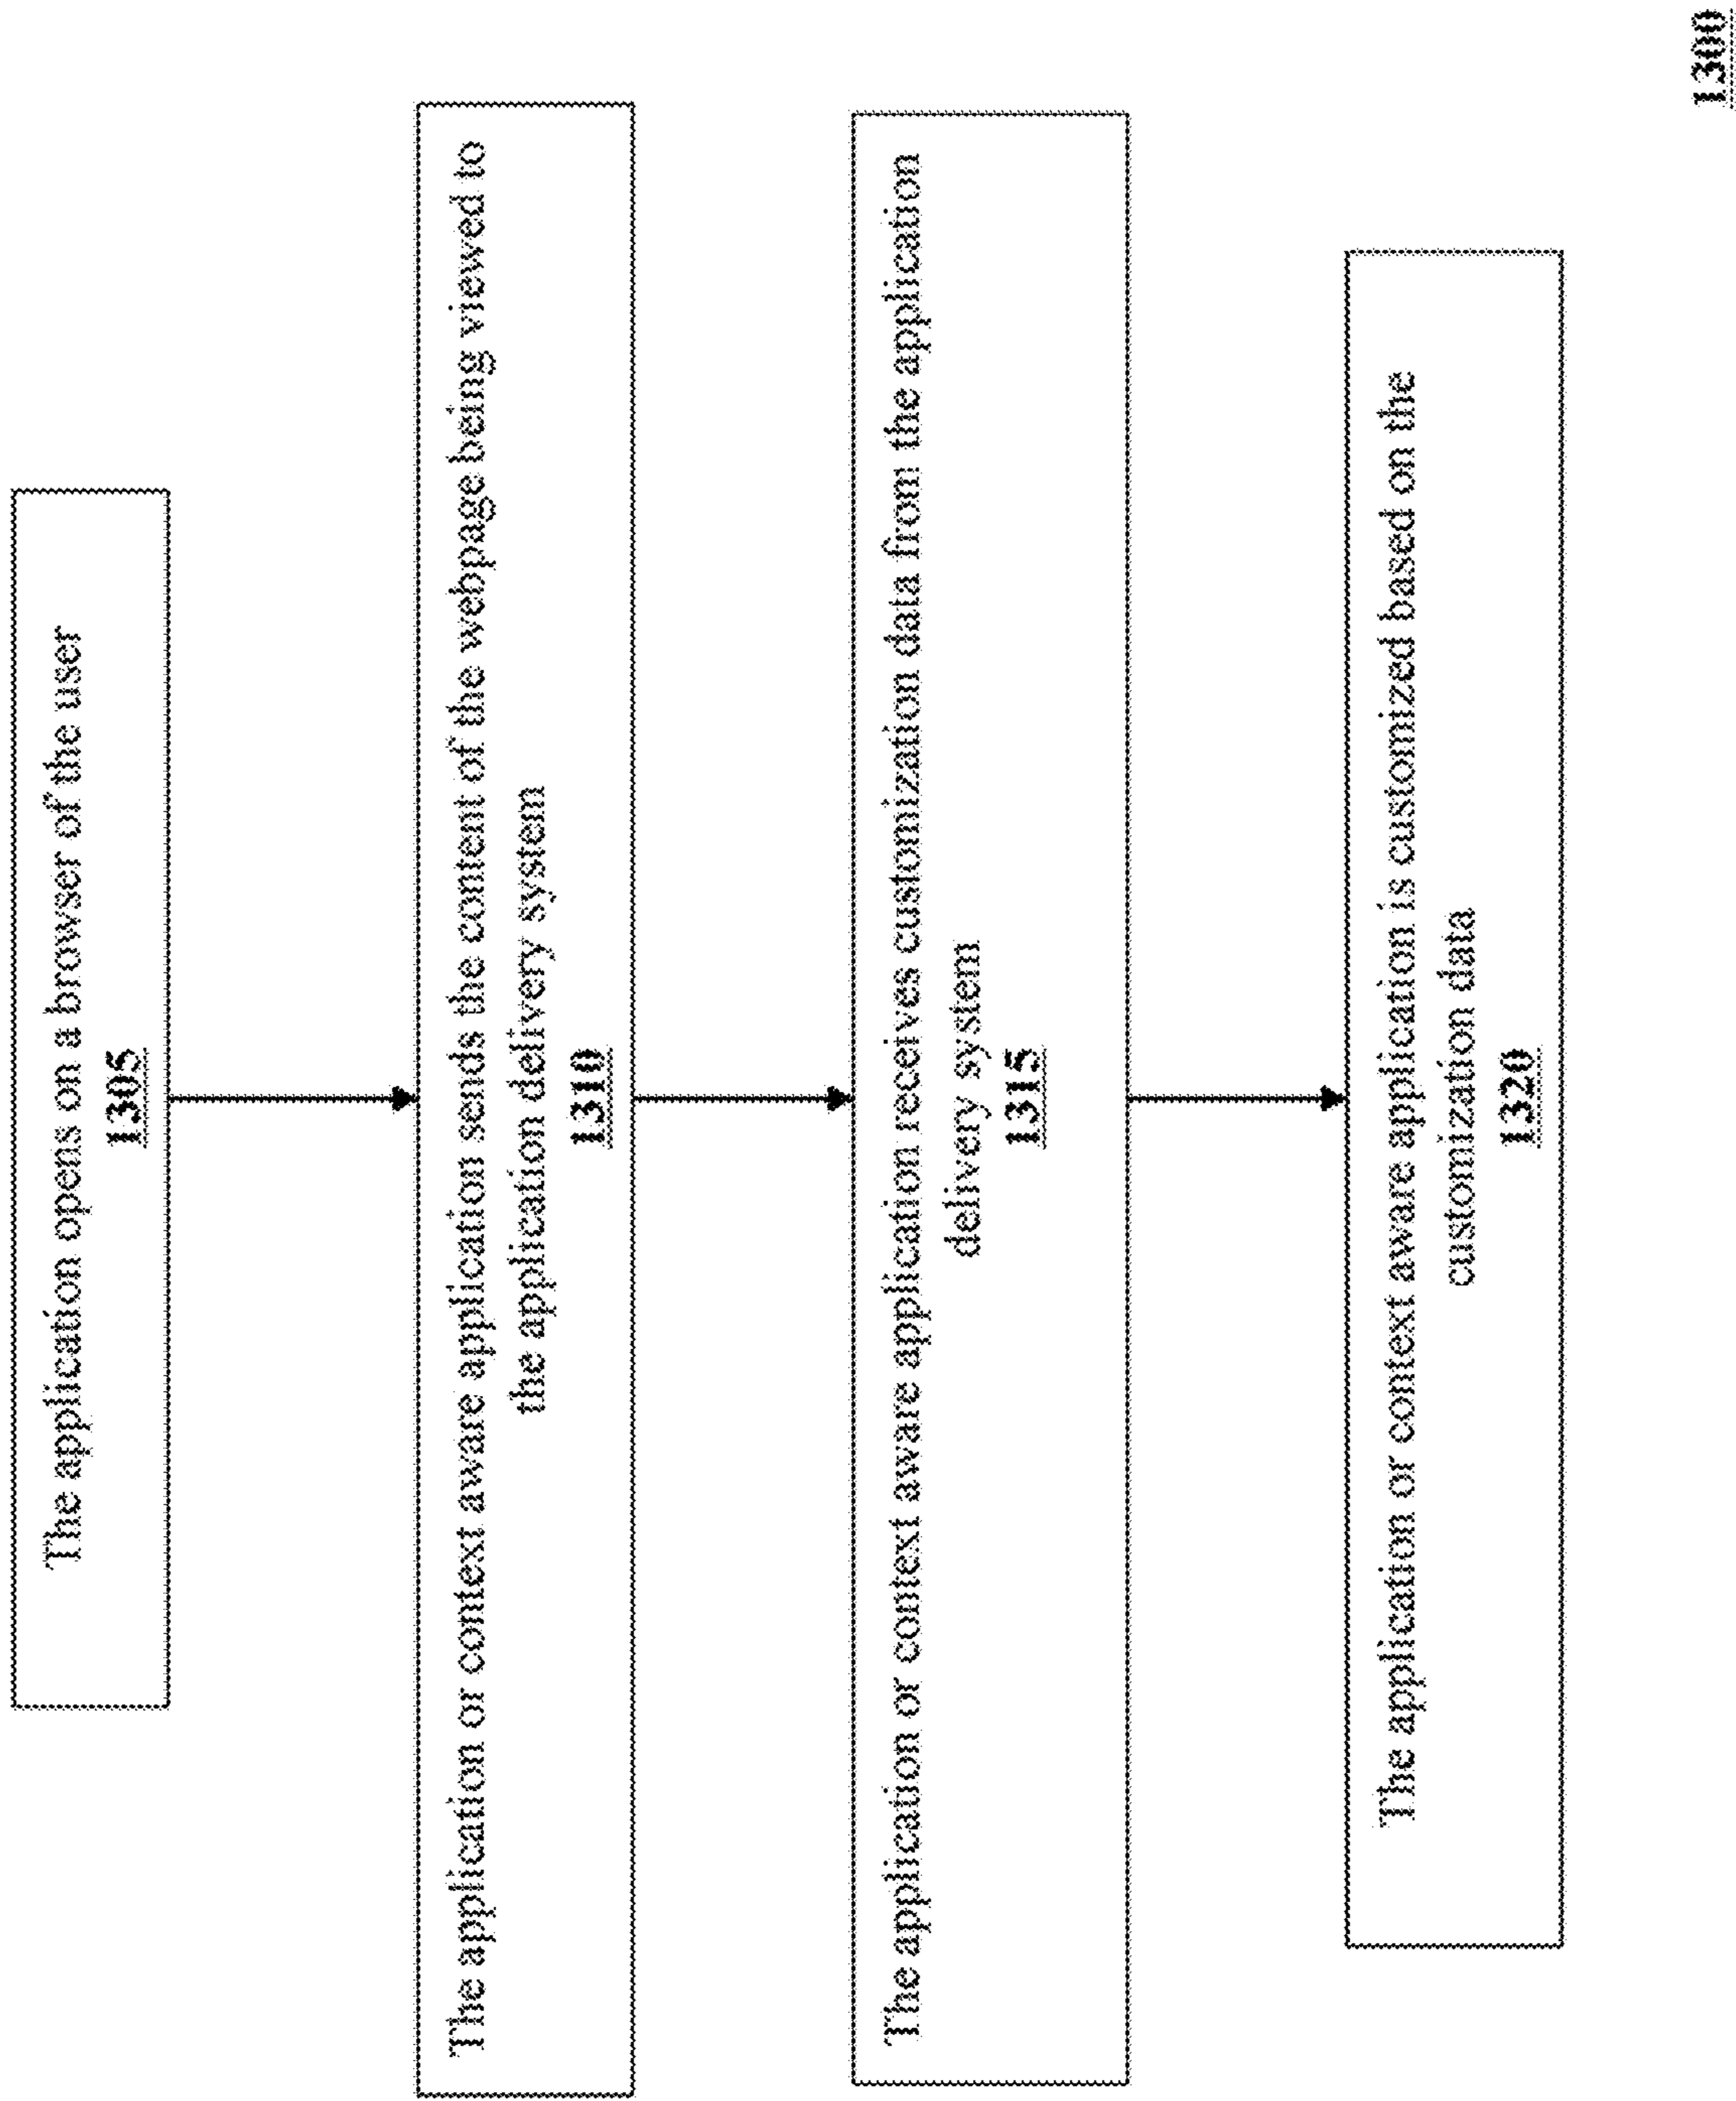 The application opens on a browser of the user
1305
The application or context aware application sends the content of the webpage being viewed to
the application delivery system
1310
The application or context aware application receives customization data from the application
delivery system
1315
The application or context aware application is customized based on the
customization data
1320
1300